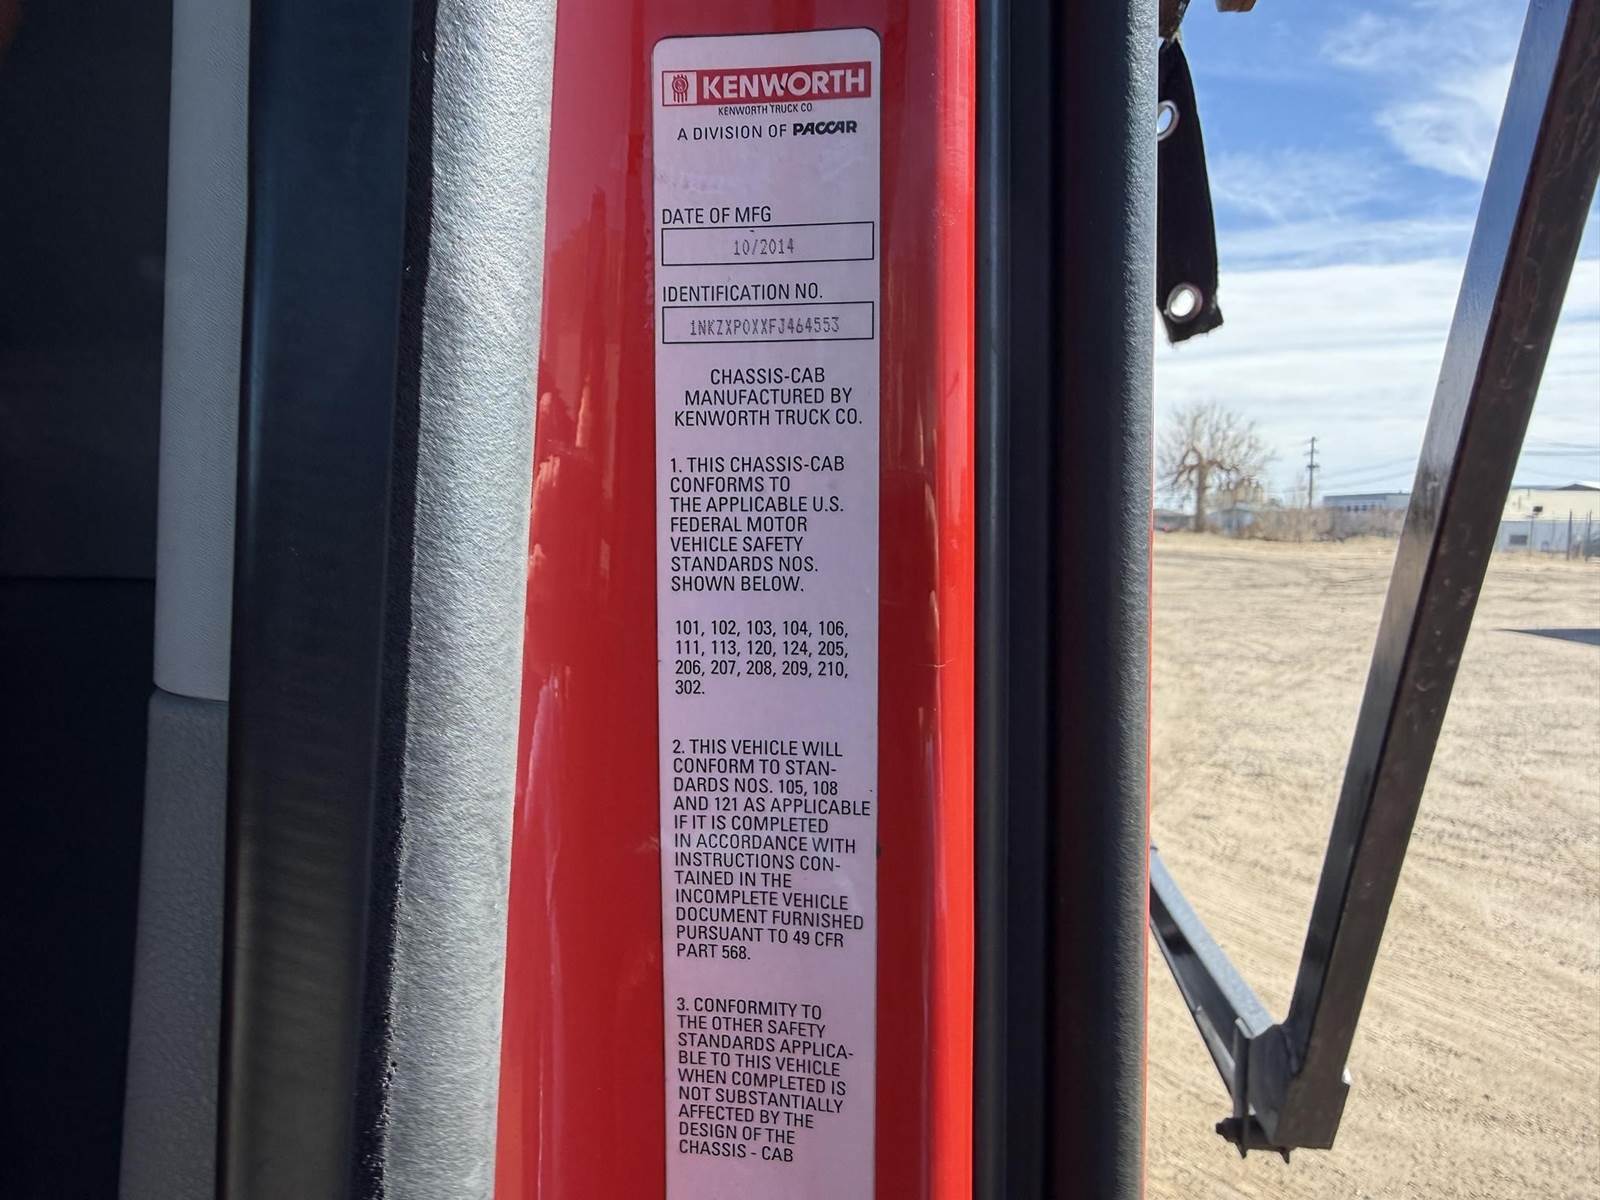 KENWORTH
KENWORTH TRUCK CO
A DIVISION OF PACCAR
DATE OF MFG
10/2014
IDENTIFICATION NO.
1NKZXP0XXFJ464553
CHASSIS-CAB
MANUFACTURED BY
KENWORTH TRUCK CO.
1. THIS CHASSIS-CAB
CONFORMS TO
THE APPLICABLE U.S.
FEDERAL MOTOR
VEHICLE SAFETY
STANDARDS NOS.
SHOWN BELOW.
101, 102, 103, 104, 106,
111, 113, 120, 124, 205,
206, 207, 208, 209, 210,
302.
2. THIS VEHICLE WILL
CONFORM TO STAN-
DARDS NOS. 105, 108
AND 121 AS APPLICABLE
IF IT IS COMPLETED
IN ACCORDANCE WITH
INSTRUCTIONS CON-
TAINED IN THE
INCOMPLETE VEHICLE
DOCUMENT FURNISHED
PURSUANT TO 49 CFR
PART 568.
3. CONFORMITY TO
THE OTHER SAFETY
STANDARDS APPLICA-
BLE TO THIS VEHICLE
WHEN COMPLETED IS
NOT SUBSTANTIALLY
AFFECTED BY THE
DESIGN OF THE
CHASSIS - CAB